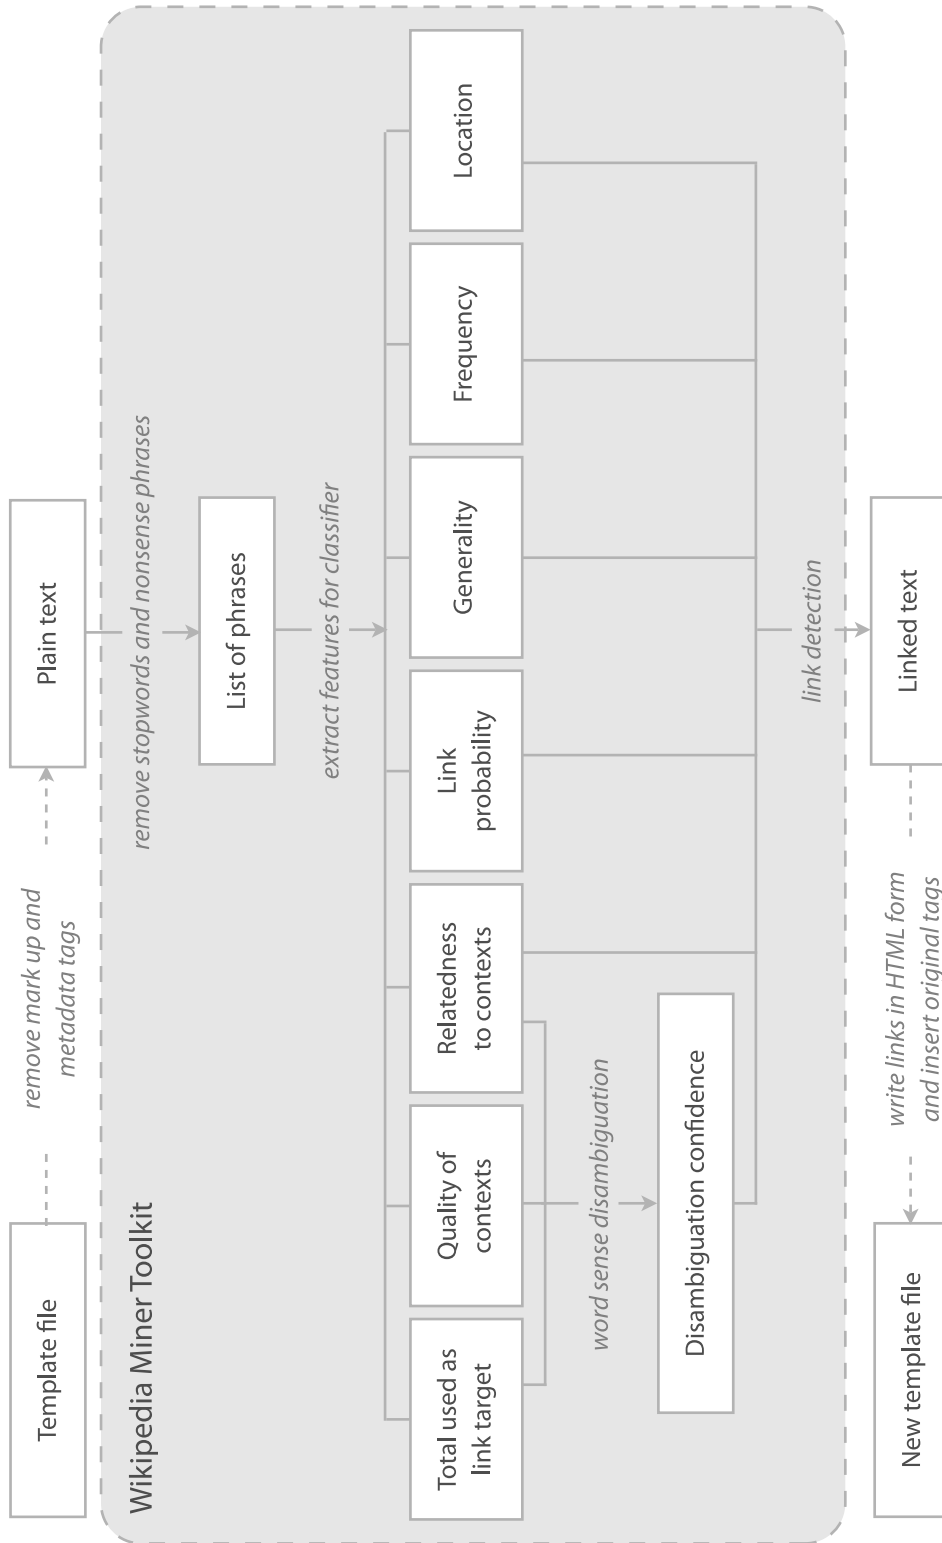 Template file
remove mark up and
metadata tags
Plain text
Wikipedia Miner Toolkit
remove stopwords and nonsense phrases
List of phrases
extract features for classifier
Total used as
link target
Quality of
contexts
Relatedness
to contexts
Link
probability
Generality
Frequency
Location
word sense disambiguation
Disambiguation confidence
link detection
New template file
write links in HTML form
and insert original tags
Linked text